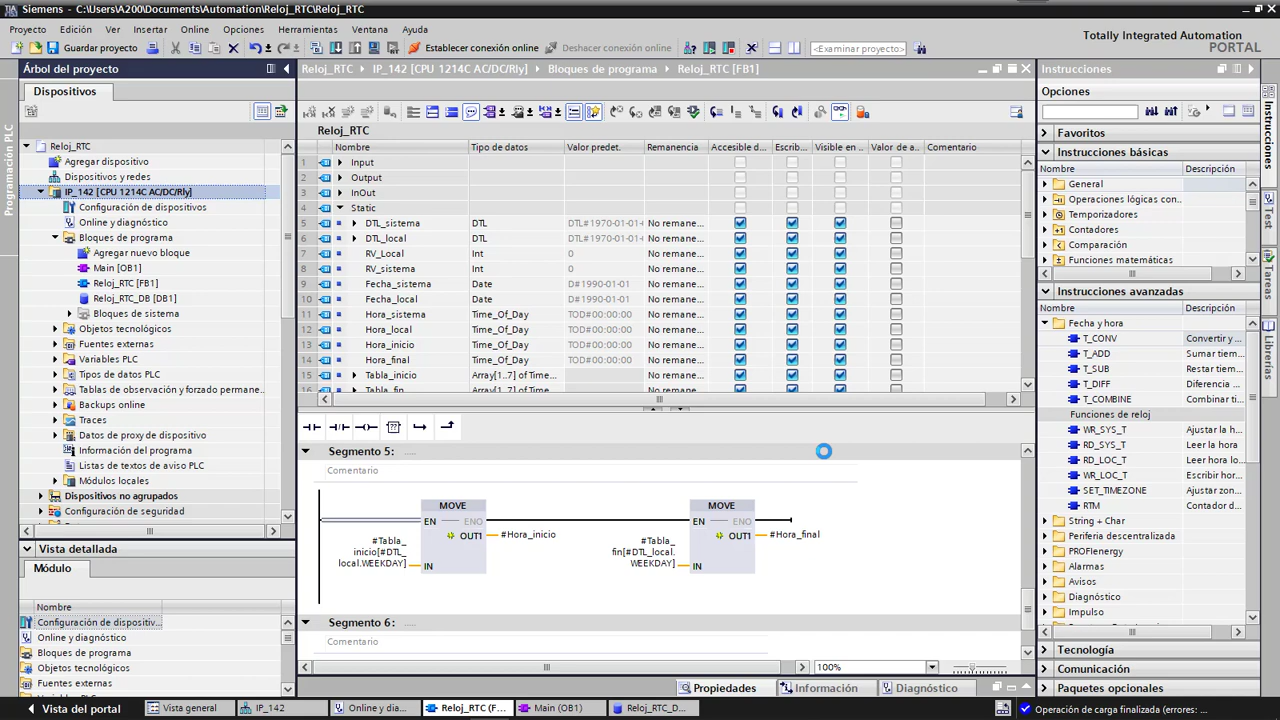 Siemens - C:\Users\A200\Documents\Automation\Reloj_RTC\Reloj_RTC
Proyecto Edición Ver Insertar Online Opciones Herramientas Ventana Ayuda
Totally Integrated Automation
PORTAL
Guardar proyecto Establecer conexión online Deshacer conexión online <Examinar proyecto>
Árbol del proyecto
Reloj_RTC IP_142 [CPU 1214C AC/DC/Rly] Bloques de programa Reloj_RTC [FB1]
Instrucciones
Dispositivos
Opciones
Programación PLC
Reloj_RTC
Agregar dispositivo
Dispositivos y redes
IP_142 [CPU 1214C AC/DC/Rly]
Configuración de dispositivos
Online y diagnóstico
Bloques de programa
Agregar nuevo bloque
Main [OB1]
Reloj_RTC [FB1]
Reloj_RTC_DB [DB1]
Bloques de sistema
Objetos tecnológicos
Fuentes externas
Variables PLC
Tipos de datos PLC
Tablas de observación y forzado permane...
Backups online
Traces
Datos de proxy de dispositivo
Información del programa
Listas de textos de aviso PLC
Módulos locales
Dispositivos no agrupados
Configuración de seguridad
Vista detallada
Módulo
Nombre
Configuración de dispositiv...
Online y diagnóstico
Bloques de programa
Objetos tecnológicos
Fuentes externas
Reloj_RTC
Nombre Tipo de datos Valor predet. Remanencia Accesible d... Escrib... Visible en .. Valor de a.. Comentario
1 Input
2 Output
3 InOut
4 Static
5 DTL_sistema DTL DTL#1970-01-01- No remane...
6 DTL_local DTL DTL#1970-01-01- No remane...
7 RV_Local Int 0 No remane...
8 RV_sistema Int 0 No remane...
9 Fecha_sistema Date D#1990-01-01 No remane...
10 Fecha_local Date D#1990-01-01 No remane...
11 Hora_sistema Time_Of_Day TOD#00:00:00 No remane...
12 Hora_local Time_Of_Day TOD#00:00:00 No remane...
13 Hora_inicio Time_Of_Day TOD#00:00:00 No remane...
14 Hora_final Time_Of_Day TOD#00:00:00 No remane...
15 Tabla_inicio Array[1..7] of Time... No remane...
16 Tabla_fin Array[1..7] of Time... No remane...
Segmento 5: .....
Comentario
MOVE MOVE
EN ENO EN ENO
OUT1 #Hora_inicio OUT1 #Hora_final
#Tabla_
inicio[#DTL_
local.WEEKDAY] IN
#Tabla_
fin[#DTL_local.
WEEKDAY] IN
Segmento 6: .....
Comentario
100%
Propiedades Información Diagnóstico
Favoritos
Instrucciones básicas
Nombre Descripción
General
Operaciones lógicas con...
Temporizadores
Contadores
Comparación
Funciones matemáticas
Instrucciones avanzadas
Nombre Descripción
Fecha y hora
T_CONV Convertir y ...
T_ADD Sumar tiem...
T_SUB Restar tiem...
T_DIFF Diferencia ...
T_COMBINE Combinar ti...
Funciones de reloj
WR_SYS_T Ajustar la h...
RD_SYS_T Leer la hora...
RD_LOC_T Leer hora lo...
WR_LOC_T Escribir hor...
SET_TIMEZONE Ajustar zon...
RTM Contador d...
String + Char
Periferia descentralizada
PROFIenergy
Alarmas
Avisos
Diagnóstico
Impulso
Tecnología
Comunicación
Paquetes opcionales
Instrucciones
Test
Tareas
Librerías
Vista del portal Vista general IP_142 Online y dia... Reloj_RTC (F... Main (OB1) Reloj_RTC_D... Operación de carga finalizada (errores: ...